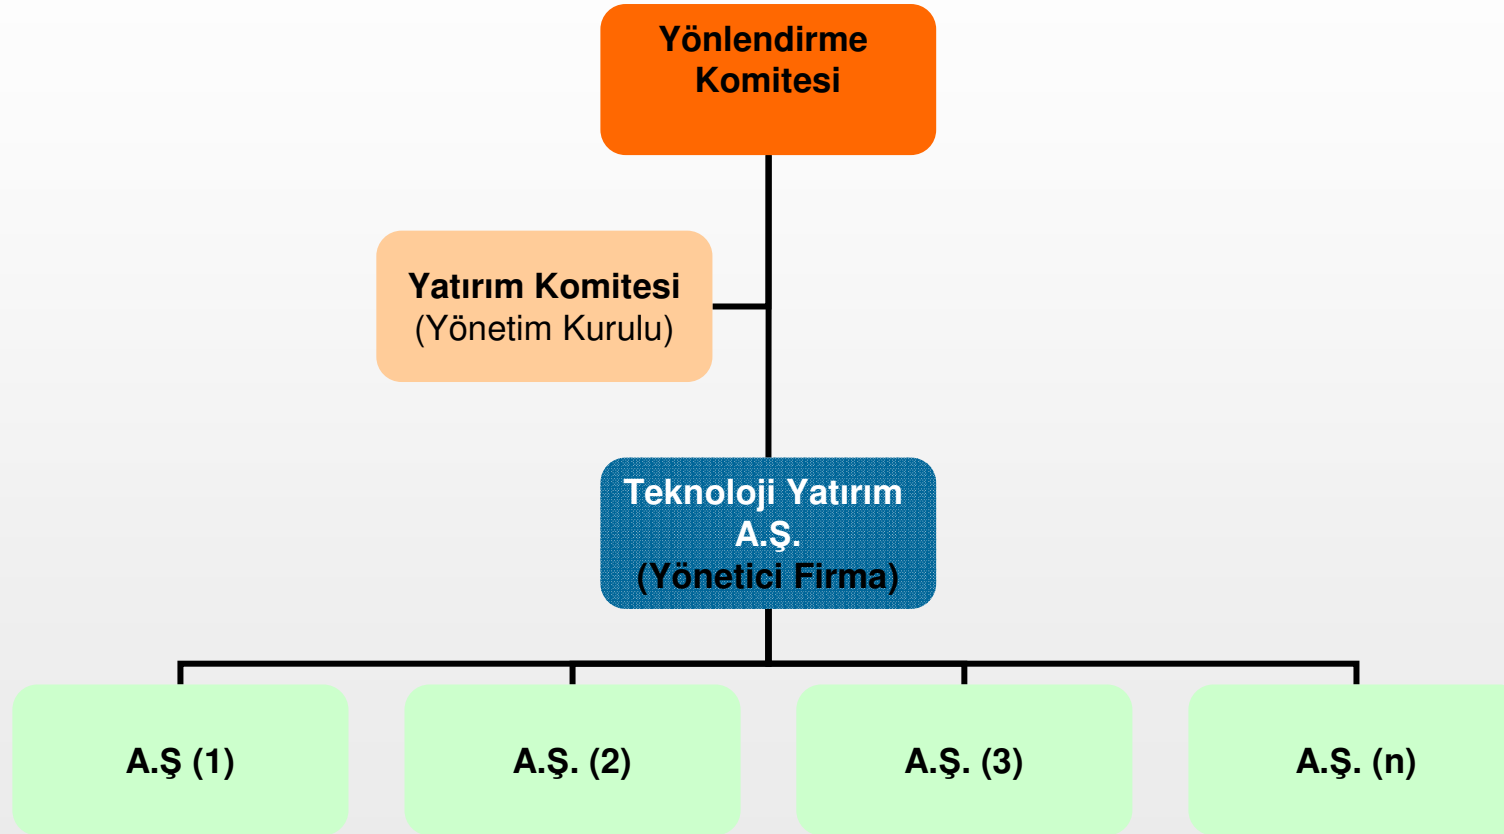 Yönlendirme
Komitesi
Yatırım Komitesi
(Yönetim Kurulu)
Teknoloji Yatırım
A.Ş.
(Yönetici Firma)
A.Ş (1)
A.Ş. (2)
A.Ş. (3)
A.Ş. (n)